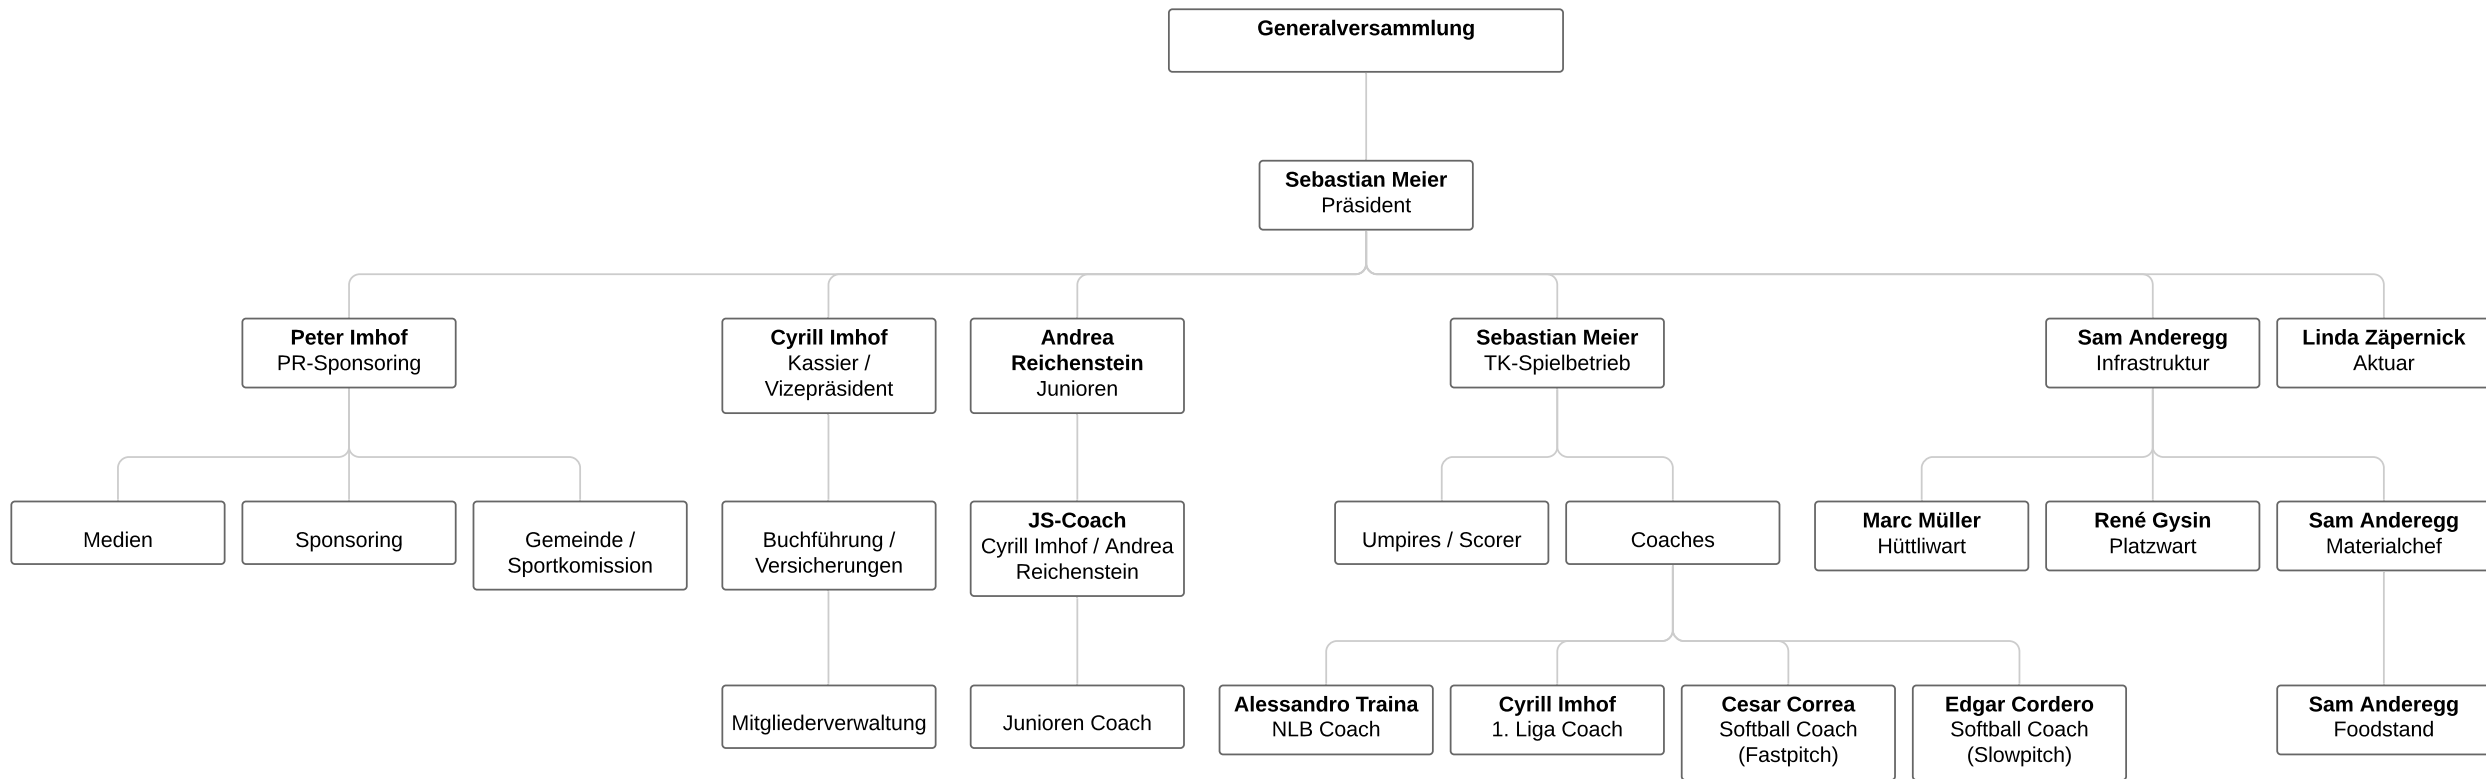 Generalversammlung
Sebastian Meier
Präsident
Peter Imhof
PR-Sponsoring
Cyrill Imhof
Kassier /
Vizepräsident
Andrea
Reichenstein
Junioren
Sebastian Meier
TK-Spielbetrieb
Sam Anderegg
Infrastruktur
Linda Zäpernick
Aktuar
Medien
Sponsoring
Gemeinde /
Sportkomission
Buchführung /
Versicherungen
JS-Coach
Cyrill Imhof / Andrea
Reichenstein
Umpires / Scorer
Coaches
Marc Müller
Hüttliwart
René Gysin
Platzwart
Sam Anderegg
Materialchef
Mitgliederverwaltung
Junioren Coach
Alessandro Traina
NLB Coach
Cyrill Imhof
1. Liga Coach
Cesar Correa
Softball Coach
(Fastpitch)
Edgar Cordero
Softball Coach
(Slowpitch)
Sam Anderegg
Foodstand